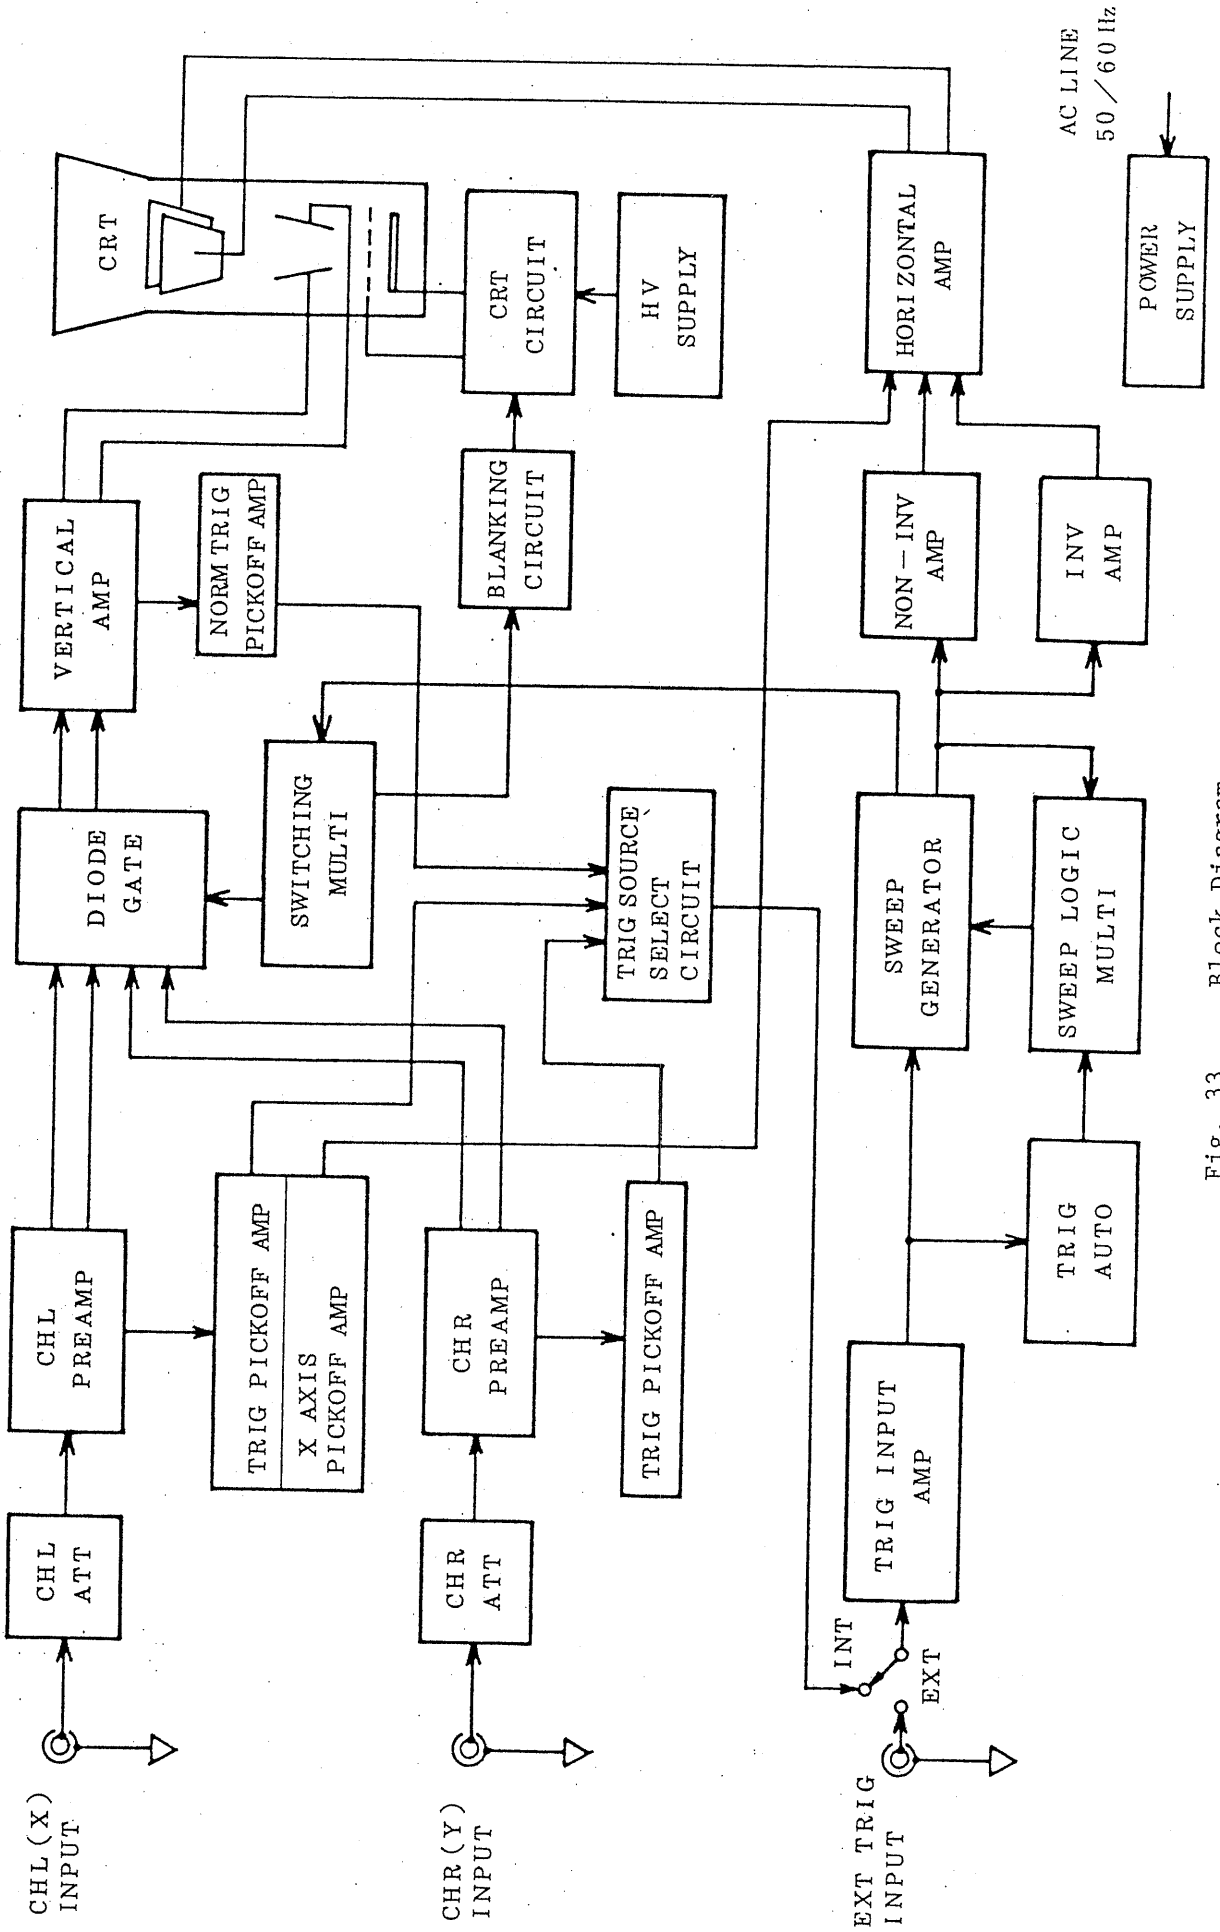 CHL(X)
INPUT
CHL
ATT
CHL
PREAMP
DIODE
GATE
VERTICAL
AMP
CRT
NORM TRIG
PICKOFF AMP
TRIG PICKOFF AMP
X AXIS
PICKOFF AMP
SWITCHING
MULTI
CHR(Y)
INPUT
CHR
ATT
CHR
PREAMP
BLANKING
CIRCUIT
CRT
CIRCUIT
TRIG PICKOFF AMP
TRIG SOURCE
SELECT
CIRCUIT
HV
SUPPLY
EXT TRIG
INPUT
INT
EXT
TRIG INPUT
AMP
SWEEP
GENERATOR
NON-INV
AMP
HORIZONTAL
AMP
TRIG
AUTO
SWEEP LOGIC
MULTI
INV
AMP
AC LINE
50/60Hz
POWER
SUPPLY
Fig. 33 Block Diagram